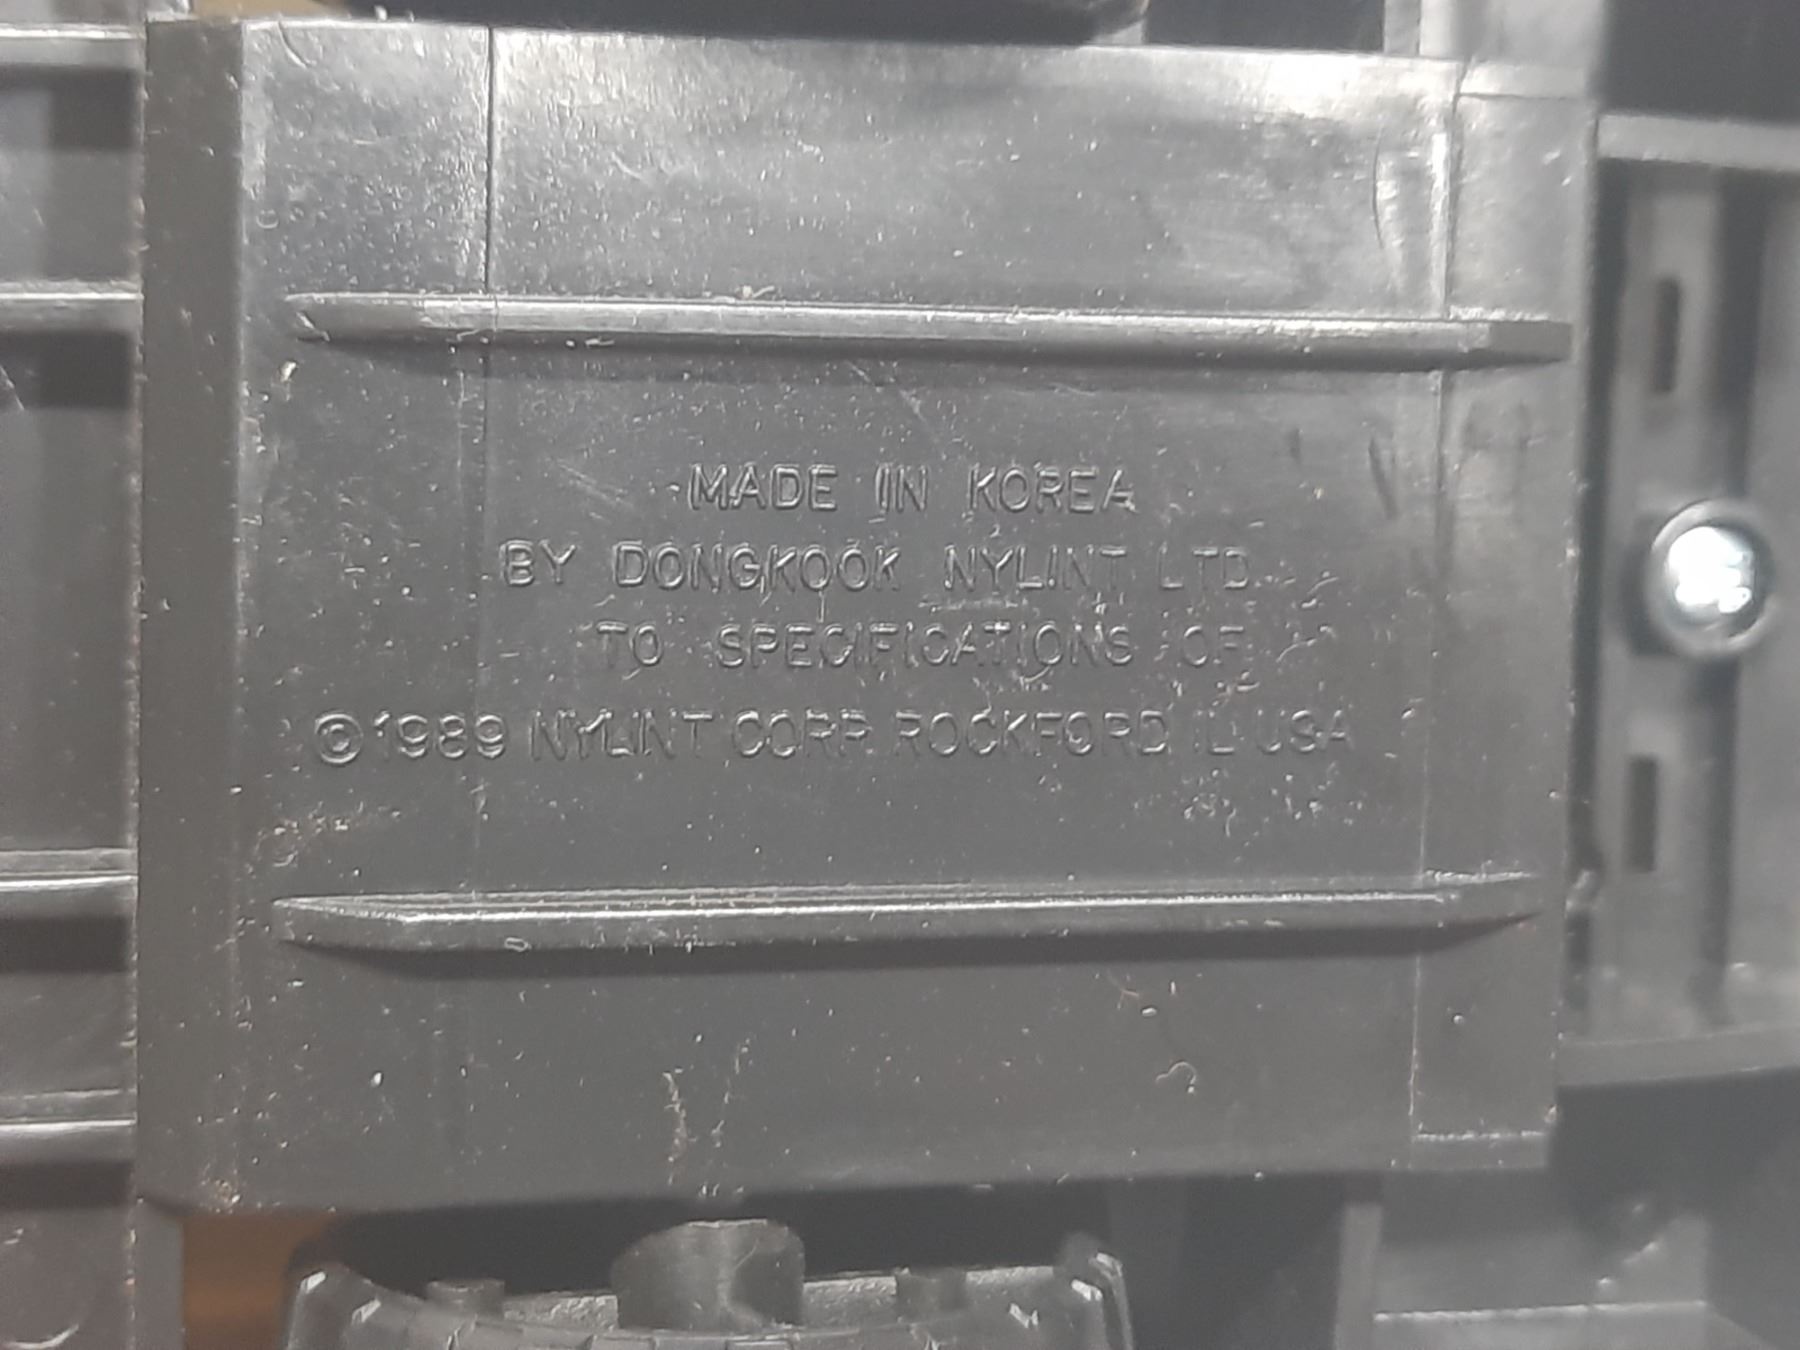 MADE IN KOREA
BY DONGKOOK NYLINT LTD.
TO SPECIFICATIONS OF
©1989 NYLINT CORP. ROCKFORD IL USA